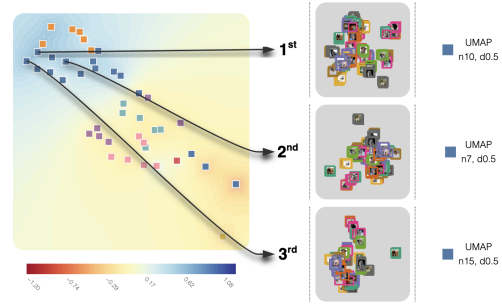 1st
UMAP
n10, d0.5
2nd
UMAP
n7, d0.5
3rd
UMAP
n15, d0.5
-1.20
-0.74
-0.29
0.17
0.62
1.08